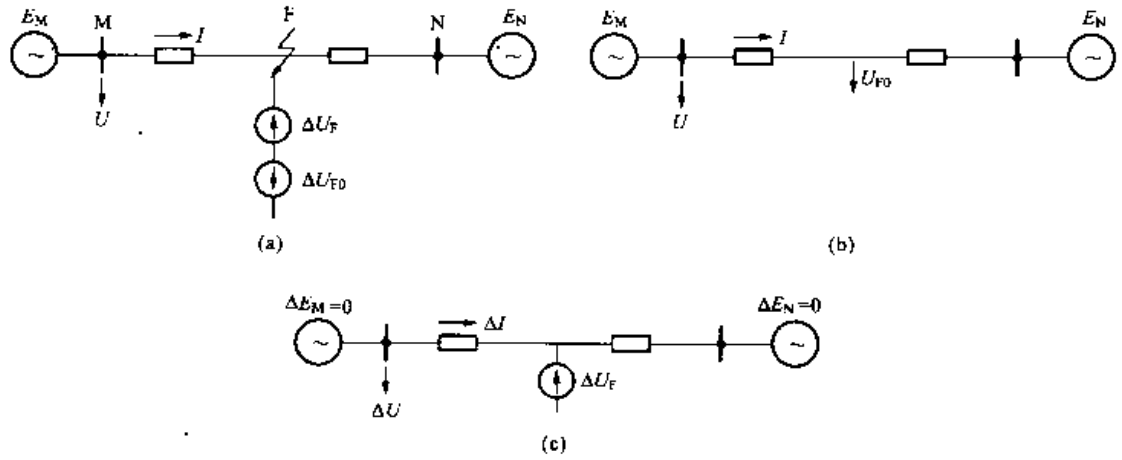 E_M M I F N E_N
U
ΔU_F
ΔU_F0
(a)
E_M I E_N
U U_F0
(b)
ΔE_M=0 ΔI ΔE_N=0
ΔU ΔU_F
(c)